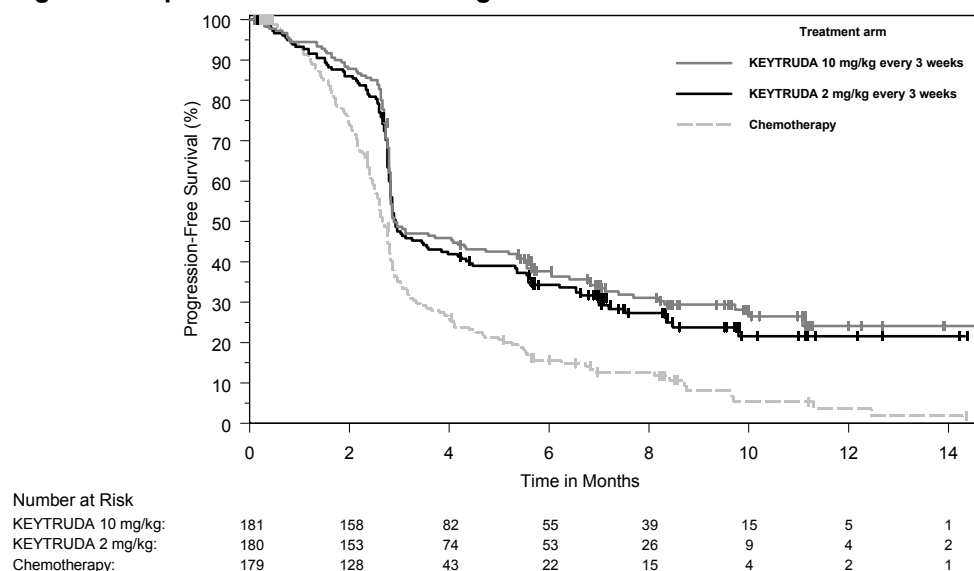 Treatment arm
KEYTRUDA 10 mg/kg every 3 weeks
KEYTRUDA 2 mg/kg every 3 weeks
Chemotherapy
Progression-Free Survival (%)
100
90
80
70
60
50
40
30
20
10
0
0 2 4 6 8 10 12 14
Time in Months
Number at Risk
KEYTRUDA 10 mg/kg: 181 158 82 55 39 15 5 1
KEYTRUDA 2 mg/kg: 180 153 74 53 26 9 4 2
Chemotherapy: 179 128 43 22 15 4 2 1